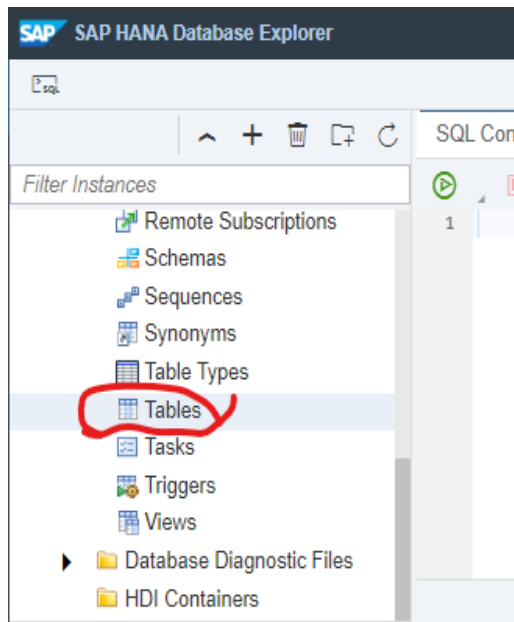 SAP SAP HANA Database Explorer
SQL
SQL Con
Filter Instances
1
Remote Subscriptions
Schemas
Sequences
Synonyms
Table Types
Tables
Tasks
Triggers
Views
Database Diagnostic Files
HDI Containers